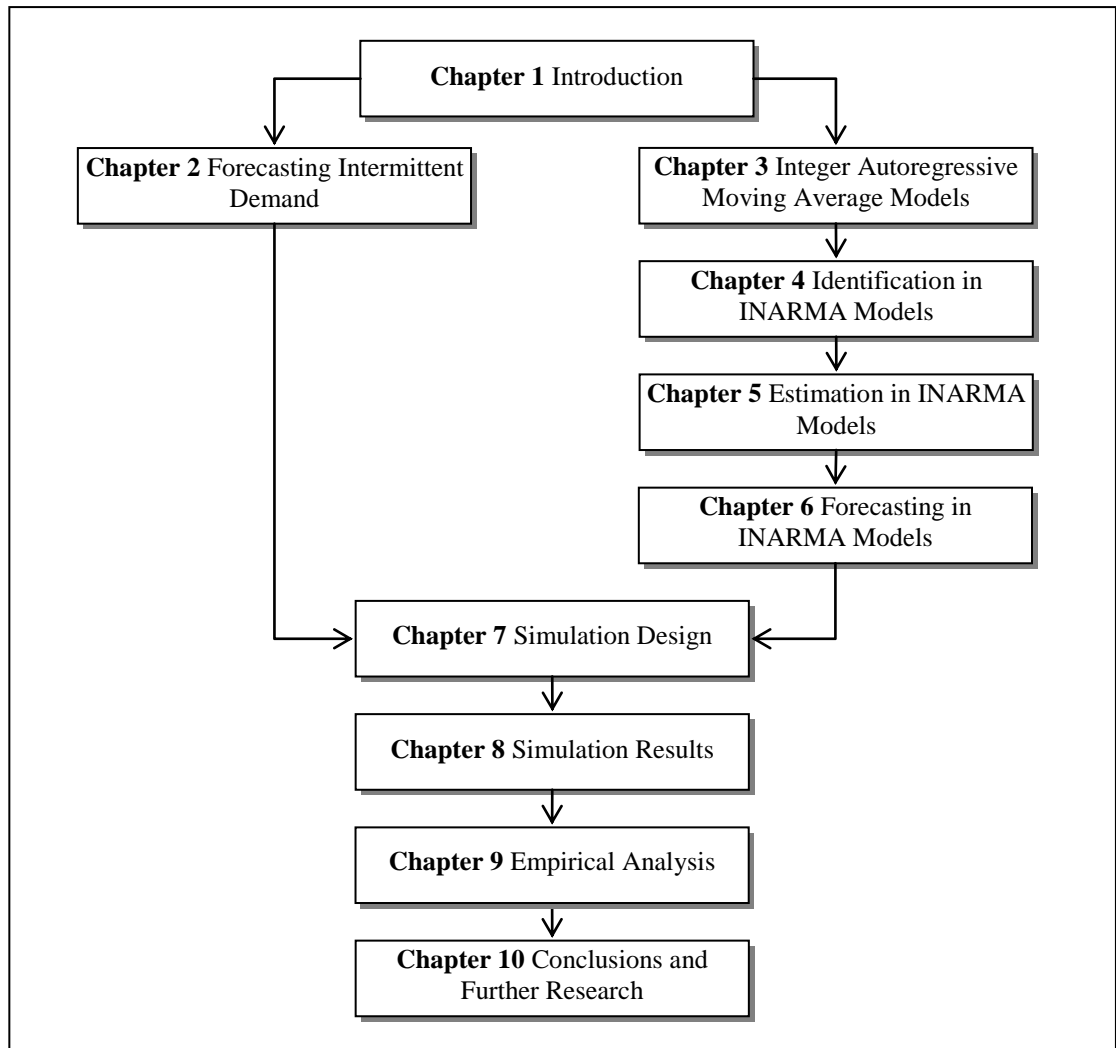 Chapter 1 Introduction
Chapter 2 Forecasting Intermittent
Demand
Chapter 3 Integer Autoregressive
Moving Average Models
Chapter 4 Identification in
INARMA Models
Chapter 5 Estimation in INARMA
Models
Chapter 6 Forecasting in
INARMA Models
Chapter 7 Simulation Design
Chapter 8 Simulation Results
Chapter 9 Empirical Analysis
Chapter 10 Conclusions and
Further Research